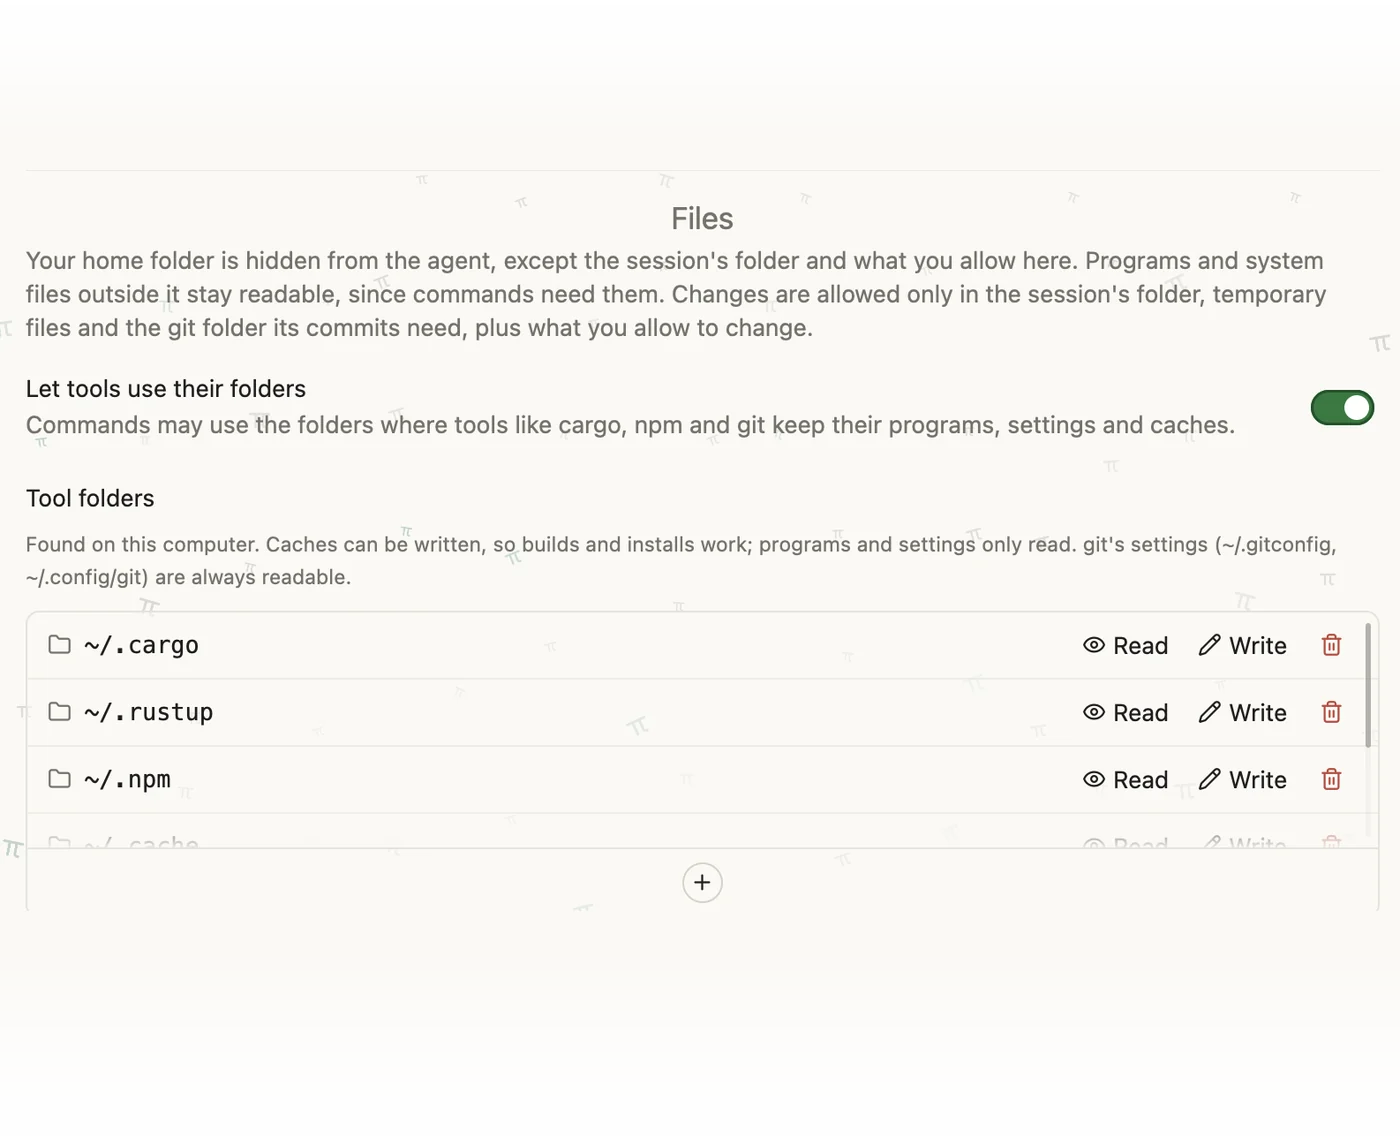 Files
Your home folder is hidden from the agent, except the session's folder and what you allow here. Programs and system
files outside it stay readable, since commands need them. Changes are allowed only in the session's folder, temporary
files and the git folder its commits need, plus what you allow to change.
Let tools use their folders
Commands may use the folders where tools like cargo, npm and git keep their programs, settings and caches.
Tool folders
Found on this computer. Caches can be written, so builds and installs work; programs and settings only read. git's settings (~/.gitconfig,
~/.config/git) are always readable.
~/.cargo Read Write
~/.rustup Read Write
~/.npm Read Write
~/.cache Read Write